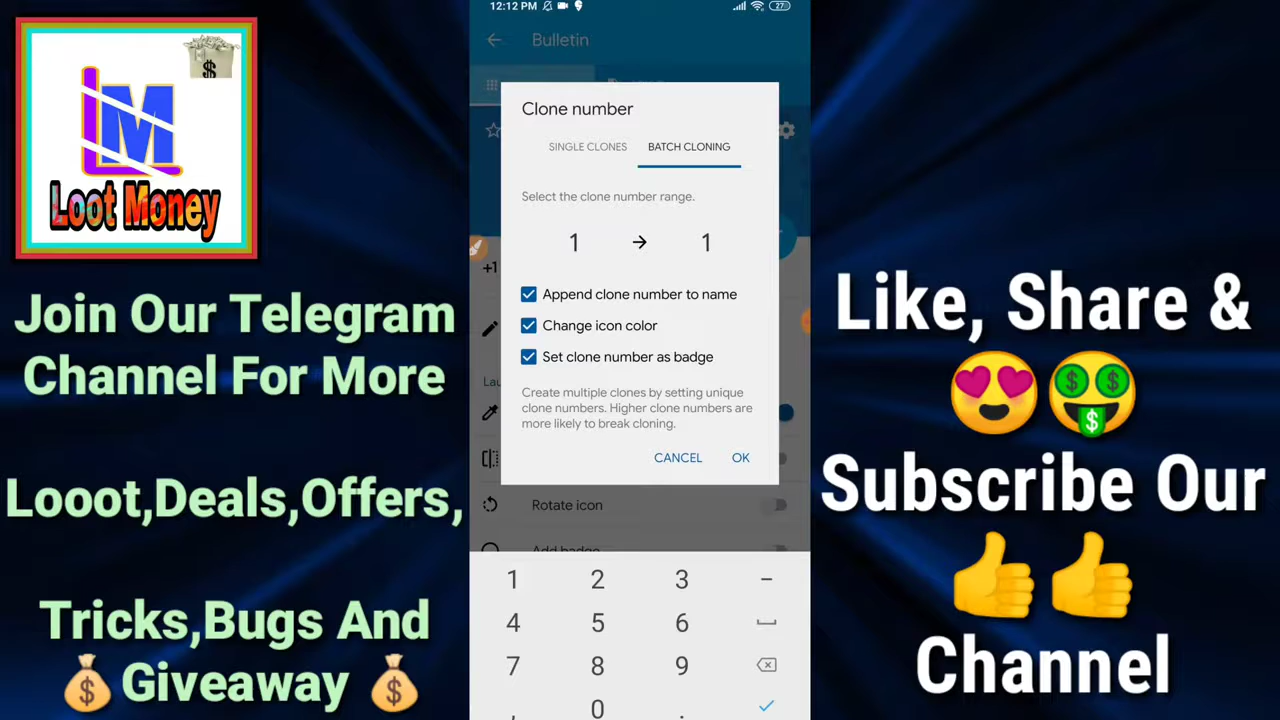 LM
Loot Money
Join Our Telegram
Channel For More
Looot,Deals,Offers,
Tricks,Bugs And
Giveaway
12:12 PM
27
Bulletin
Clone number
SINGLE CLONES
BATCH CLONING
Select the clone number range.
1 → 1
+1
Append clone number to name
Change icon color
Set clone number as badge
Lau
Create multiple clones by setting unique
clone numbers. Higher clone numbers are
more likely to break cloning.
CANCEL
OK
Rotate icon
Add badge
1 2 3 −
4 5 6
7 8 9
, 0 .
Like, Share &
Subscribe Our
Channel